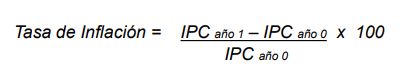 Tasa de Inflación = IPC año 1 – IPC año 0 x 100
IPC año 0